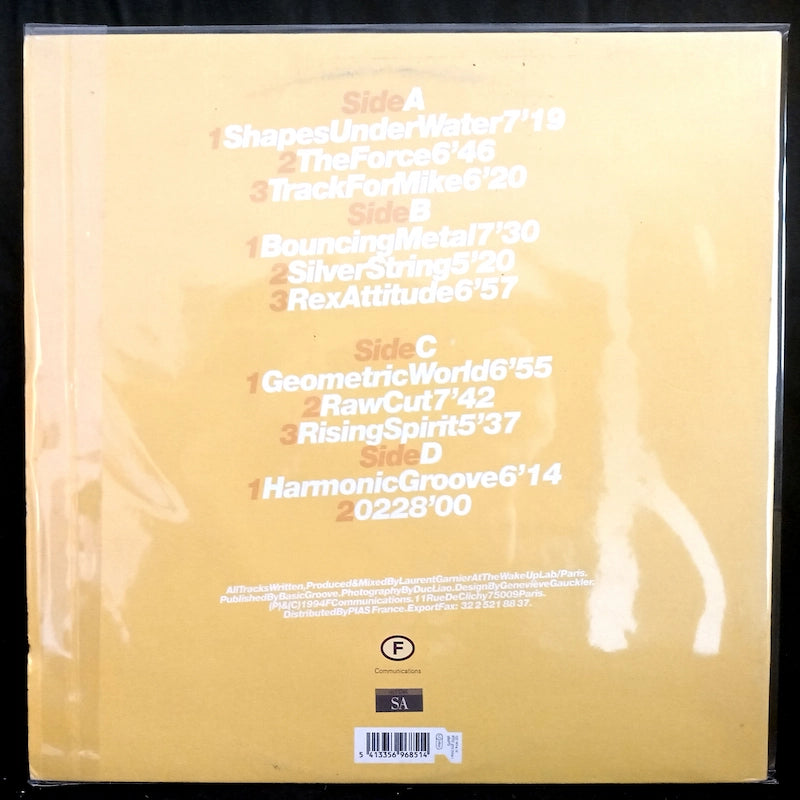 SideA
1ShapesUnderWater7'19
2TheForce6'46
3TrackForMike6'20
SideB
1BouncingMetal7'30
2SilverString5'20
3RexAttitude6'57
SideC
1GeometricWorld6'55
2RawCut7'42
3RisingSpirit5'37
SideD
1HarmonicGroove6'14
20228'00
AllTracksWritten,Produced&MixedByLaurentGarnierAtTheWakeUpLab/Paris.
PublishedByBasicGroove.PhotographyByDucLiao.DesignByGenevieveGauckler.
(P)&(C)1994FCommunications.11RueDeClichy75009Paris.
DistributedByPIAS France.ExportFax: 32 2 521 88 37.
F
Communications
SA
5 413356 968514